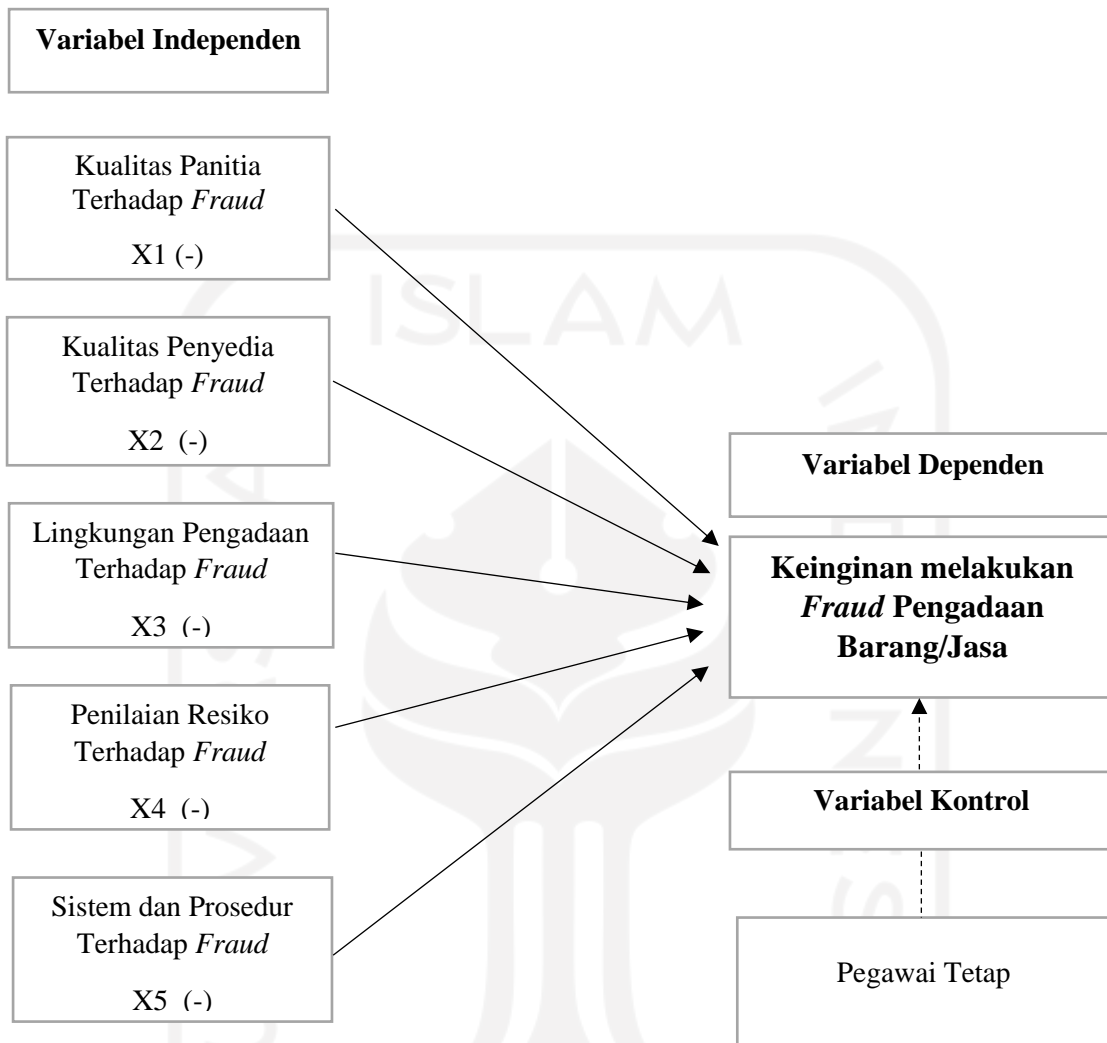 Variabel Independen
Kualitas Panitia
Terhadap Fraud
X1 (-)
Kualitas Penyedia
Terhadap Fraud
X2 (-)
Lingkungan Pengadaan
Terhadap Fraud
X3 (-)
Penilaian Resiko
Terhadap Fraud
X4 (-)
Sistem dan Prosedur
Terhadap Fraud
X5 (-)
Variabel Dependen
Keinginan melakukan
Fraud Pengadaan
Barang/Jasa
Variabel Kontrol
Pegawai Tetap
ISLAM